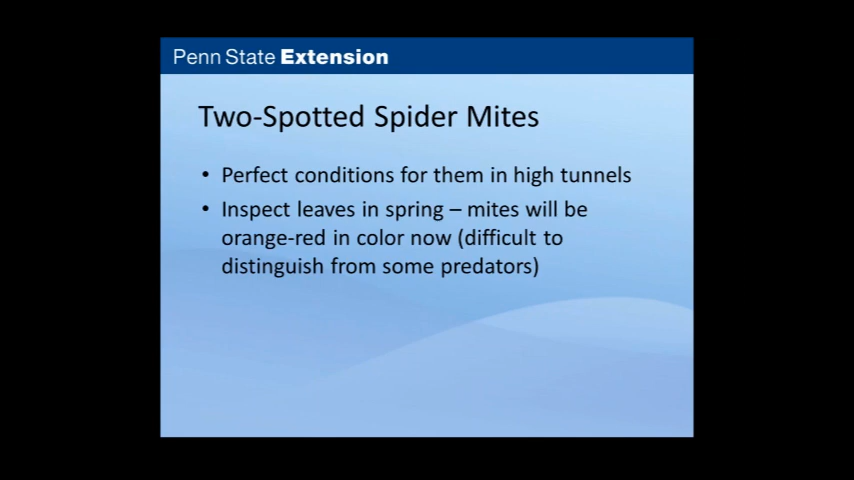 Penn State Extension
Two-Spotted Spider Mites
• Perfect conditions for them in high tunnels
• Inspect leaves in spring – mites will be
orange-red in color now (difficult to
distinguish from some predators)